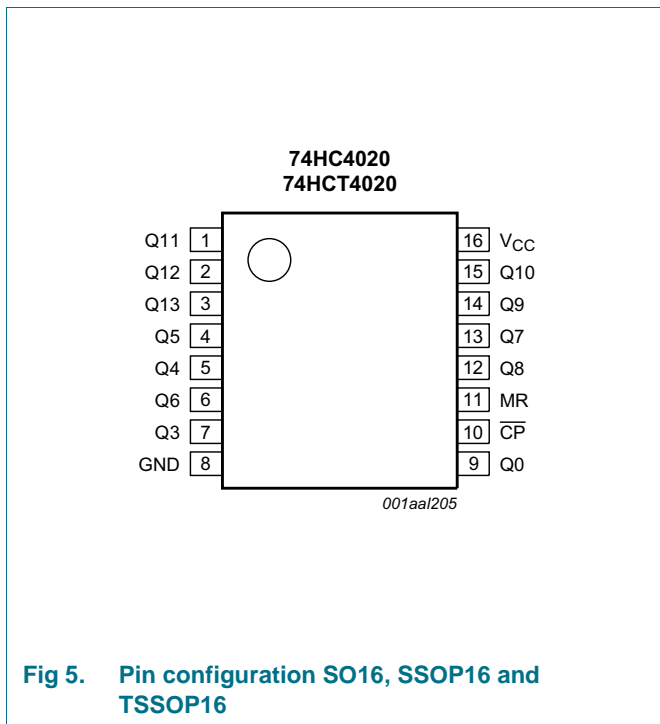 74HC4020
74HCT4020
Q11 1
Q12 2
Q13 3
Q5 4
Q4 5
Q6 6
Q3 7
GND 8
16 VCC
15 Q10
14 Q9
13 Q7
12 Q8
11 MR
10 C̅P̅
9 Q0
001aal205
Fig 5. Pin configuration SO16, SSOP16 and
TSSOP16